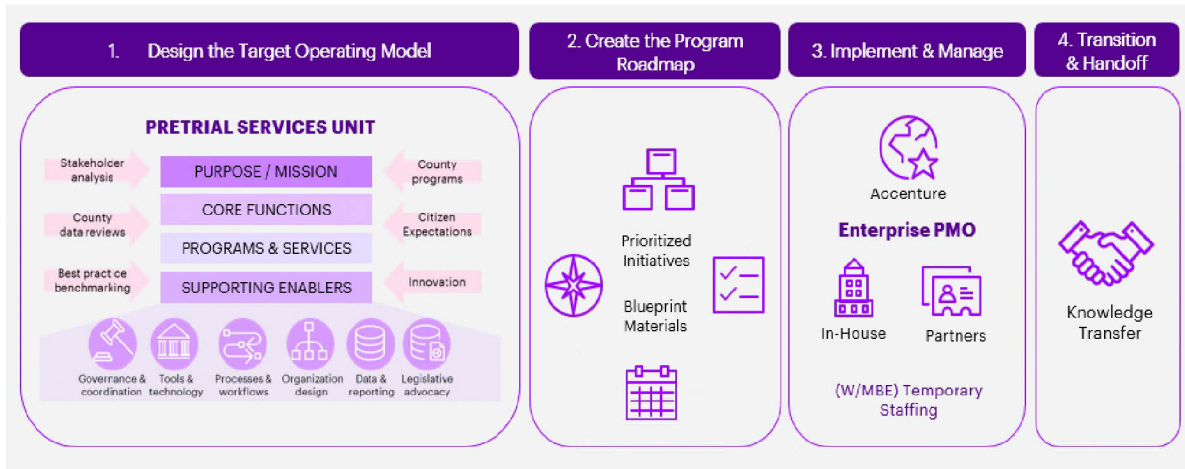 1. Design the Target Operating Model
PRETRIAL SERVICES UNIT
Stakeholder
analysis
County
data reviews
Best practice
benchmarking
PURPOSE / MISSION
CORE FUNCTIONS
PROGRAMS & SERVICES
SUPPORTING ENABLERS
County
programs
Citizen
Expectations
Innovation
Governance &
coordination
Tools &
technology
Processes &
workflows
Organization
design
Data &
reporting
Legislative
advocacy
2. Create the Program
Roadmap
Prioritized
Initiatives
Blueprint
Materials
3. Implement & Manage
Accenture
Enterprise PMO
In-House
Partners
(W/MBE) Temporary
Staffing
4. Transition
& Handoff
Knowledge
Transfer